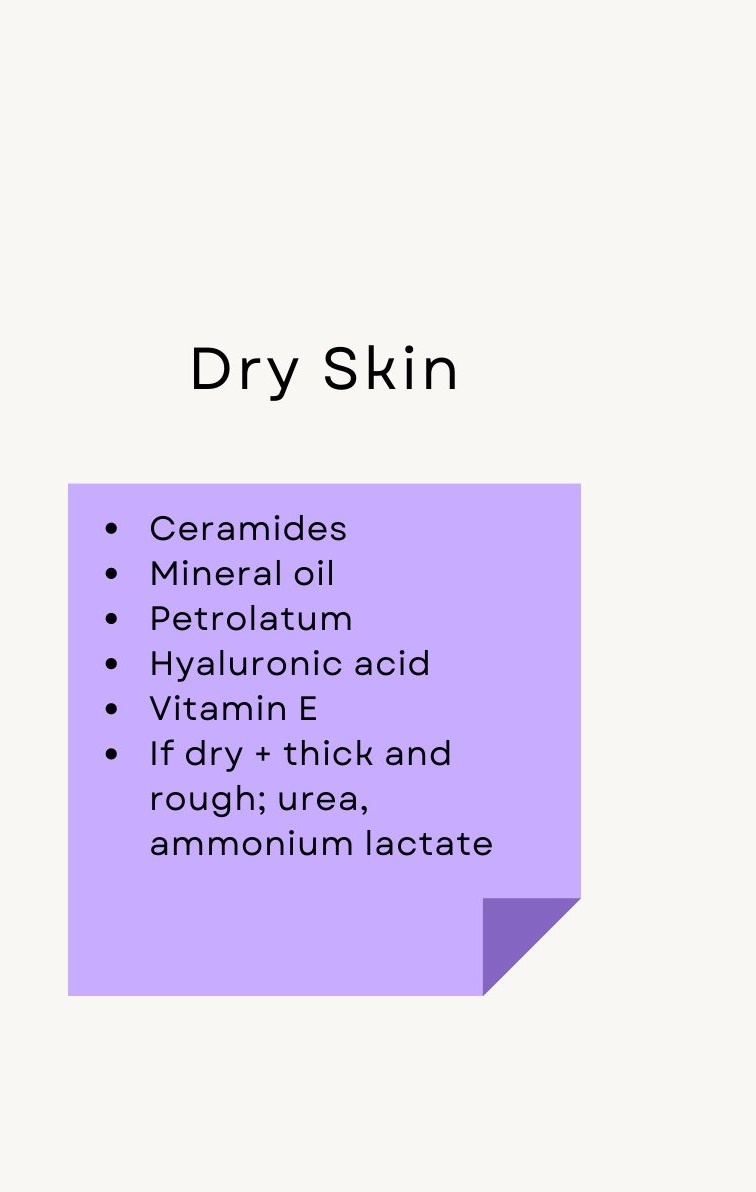 Dry Skin
• Ceramides
• Mineral oil
• Petrolatum
• Hyaluronic acid
• Vitamin E
• If dry + thick and
rough; urea,
ammonium lactate